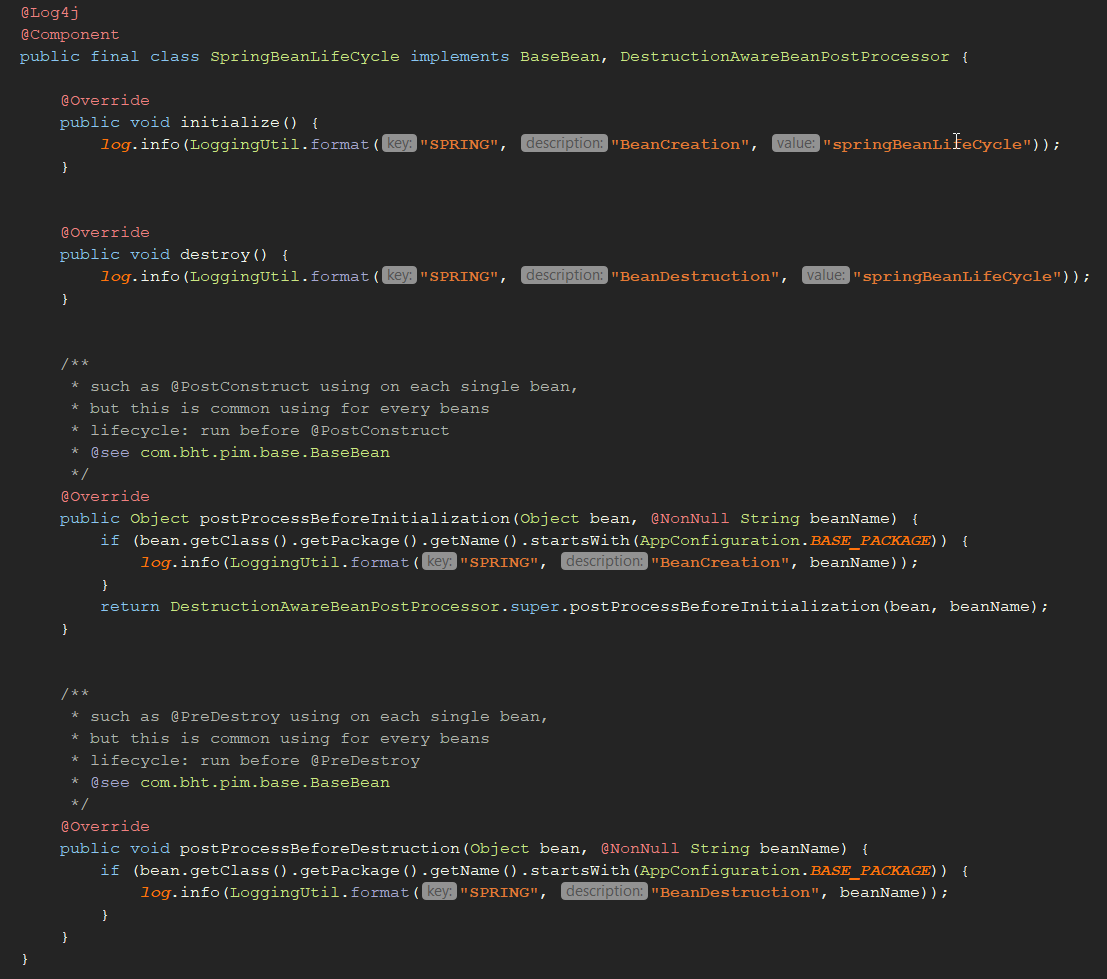 @Log4j
@Component
public final class SpringBeanLifeCycle implements BaseBean, DestructionAwareBeanPostProcessor {
@Override
public void initialize() {
log.info(LoggingUtil.format( key: "SPRING", description: "BeanCreation", value: "springBeanLifeCycle"));
}
@Override
public void destroy() {
log.info(LoggingUtil.format( key: "SPRING", description: "BeanDestruction", value: "springBeanLifeCycle"));
}
/**
* such as @PostConstruct using on each single bean,
* but this is common using for every beans
* lifecycle: run before @PostConstruct
* @see com.bht.pim.base.BaseBean
*/
@Override
public Object postProcessBeforeInitialization(Object bean, @NonNull String beanName) {
if (bean.getClass().getPackage().getName().startsWith(AppConfiguration.BASE_PACKAGE)) {
log.info(LoggingUtil.format( key: "SPRING", description: "BeanCreation", beanName));
}
return DestructionAwareBeanPostProcessor.super.postProcessBeforeInitialization(bean, beanName);
}
/**
* such as @PreDestroy using on each single bean,
* but this is common using for every beans
* lifecycle: run before @PreDestroy
* @see com.bht.pim.base.BaseBean
*/
@Override
public void postProcessBeforeDestruction(Object bean, @NonNull String beanName) {
if (bean.getClass().getPackage().getName().startsWith(AppConfiguration.BASE_PACKAGE)) {
log.info(LoggingUtil.format( key: "SPRING", description: "BeanDestruction", beanName));
}
}
}